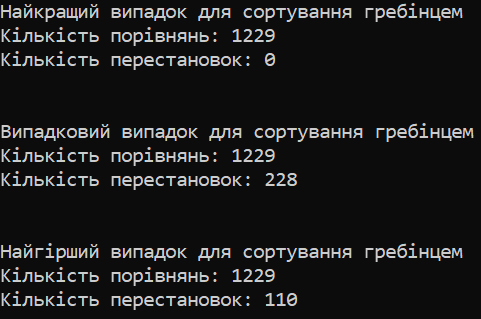 Найкращий випадок для сортування гребінцем
Кількість порівнянь: 1229
Кількість перестановок: 0
Випадковий випадок для сортування гребінцем
Кількість порівнянь: 1229
Кількість перестановок: 228
Найгірший випадок для сортування гребінцем
Кількість порівнянь: 1229
Кількість перестановок: 110